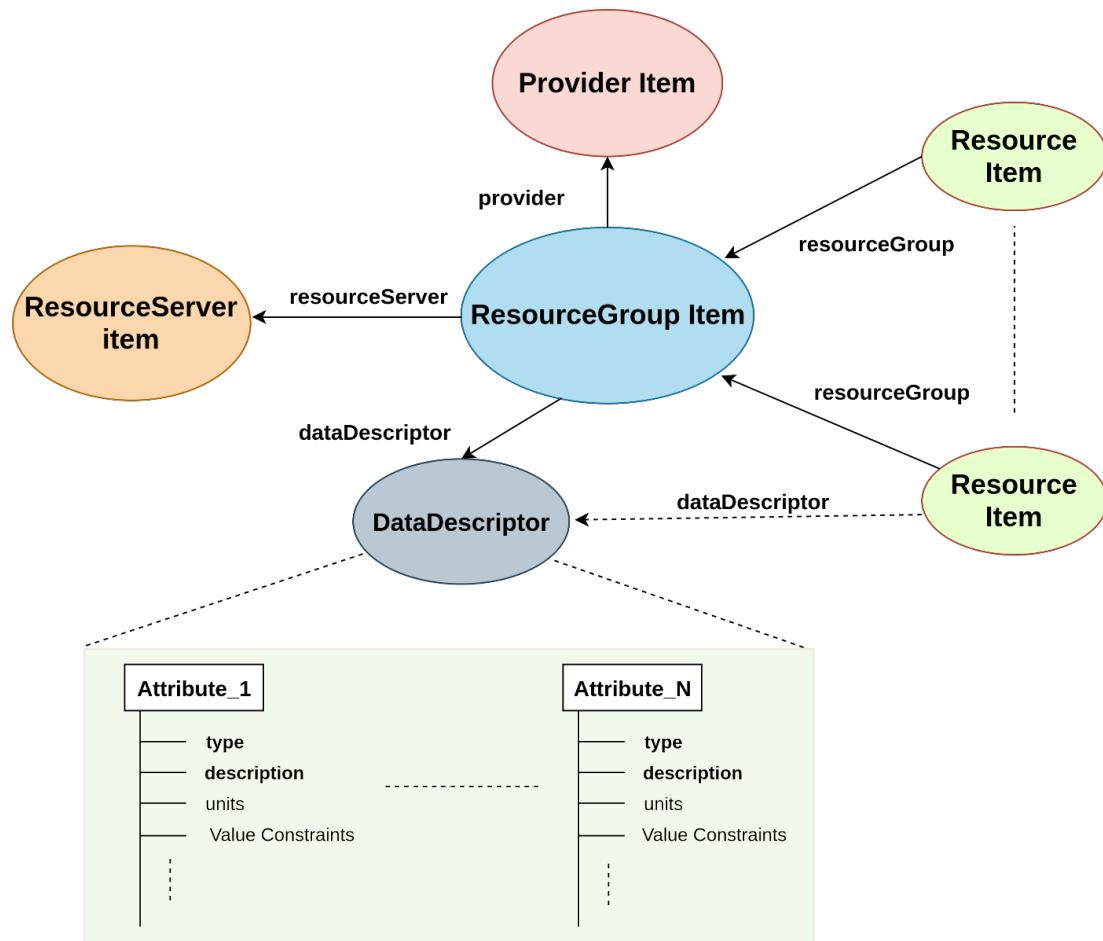 Provider Item
Resource
Item
provider
resourceGroup
ResourceServer
item
resourceServer
ResourceGroup Item
resourceGroup
dataDescriptor
Resource
Item
dataDescriptor
DataDescriptor
Attribute_1
type
description
units
Value Constraints
Attribute_N
type
description
units
Value Constraints